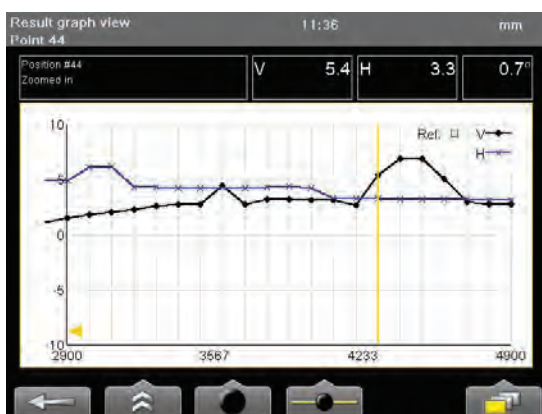 Result graph view 11:36 mm
Point 44
Position #44
Zoomed in
V 5.4 H 3.3 0.7°
10
Ref: V
H
5
0
-5
-10
2900 3567 4233 4900